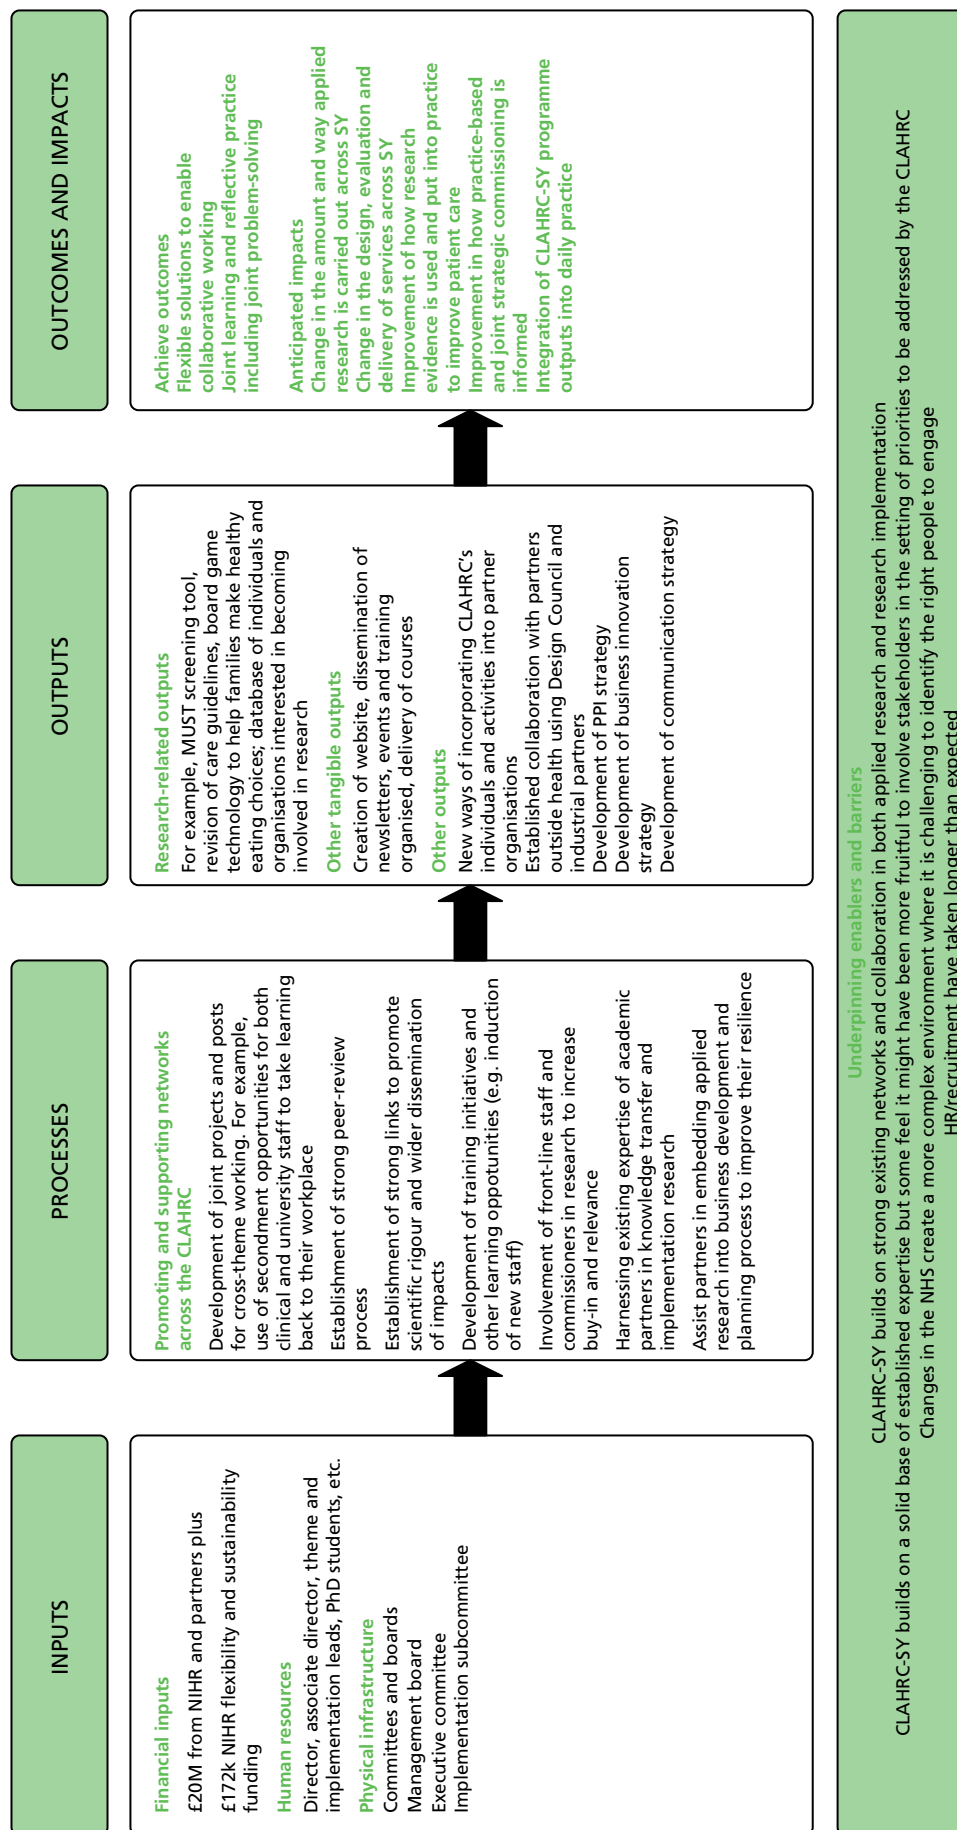 INPUTS
Financial inputs
£20M from NIHR and partners plus
£172k NIHR flexibility and sustainability
funding
Human resources
Director, associate director, theme and
implementation leads, PhD students, etc.
Physical infrastructure
Committees and boards
Management board
Executive committee
Implementation subcommittee
PROCESSES
Promoting and supporting networks
across the CLAHRC
Development of joint projects and posts
for cross-theme working. For example,
use of secondment opportunities for both
clinical and university staff to take learning
back to their workplace
Establishment of strong peer-review
process
Establishment of strong links to promote
scientific rigour and wider dissemination
of impacts
Development of training initiatives and
other learning oppotunities (e.g. induction
of new staff)
Involvement of front-line staff and
commissioners in research to increase
buy-in and relevance
Harnessing existing expertise of academic
partners in knowledge transfer and
implementation research
Assist partners in embedding applied
research into business development and
planning process to improve their resilience
OUTPUTS
Research-related outputs
For example, MUST screening tool,
revision of care guidelines, board game
technology to help families make healthy
eating choices; database of individuals and
organisations interested in becoming
involved in research
Other tangible outputs
Creation of website, dissemination of
newsletters, events and training
organised, delivery of courses
Other outputs
New ways of incorporating CLAHRC's
individuals and activities into partner
organisations
Established collaboration with partners
outside health using Design Council and
industrial partners
Development of PPI strategy
Development of business innovation
strategy
Development of communication strategy
OUTCOMES AND IMPACTS
Achieve outcomes
Flexible solutions to enable
collaborative working
Joint learning and reflective practice
including joint problem-solving
Anticipated impacts
Change in the amount and way applied
research is carried out across SY
Change in the design, evaluation and
delivery of services across SY
Improvement of how research
evidence is used and put into practice
to improve patient care
Improvement in how practice-based
and joint strategic commissioning is
informed
Integration of CLAHRC-SY programme
outputs into daily practice
Underpinning enablers and barriers
CLAHRC-SY builds on strong existing networks and collaboration in both applied research and research implementation
CLAHRC-SY builds on a solid base of established expertise but some feel it might have been more fruitful to involve stakeholders in the setting of priorities to be addressed by the CLAHRC
Changes in the NHS create a more complex environment where it is challenging to identify the right people to engage
HR/recruitment have taken longer than expected